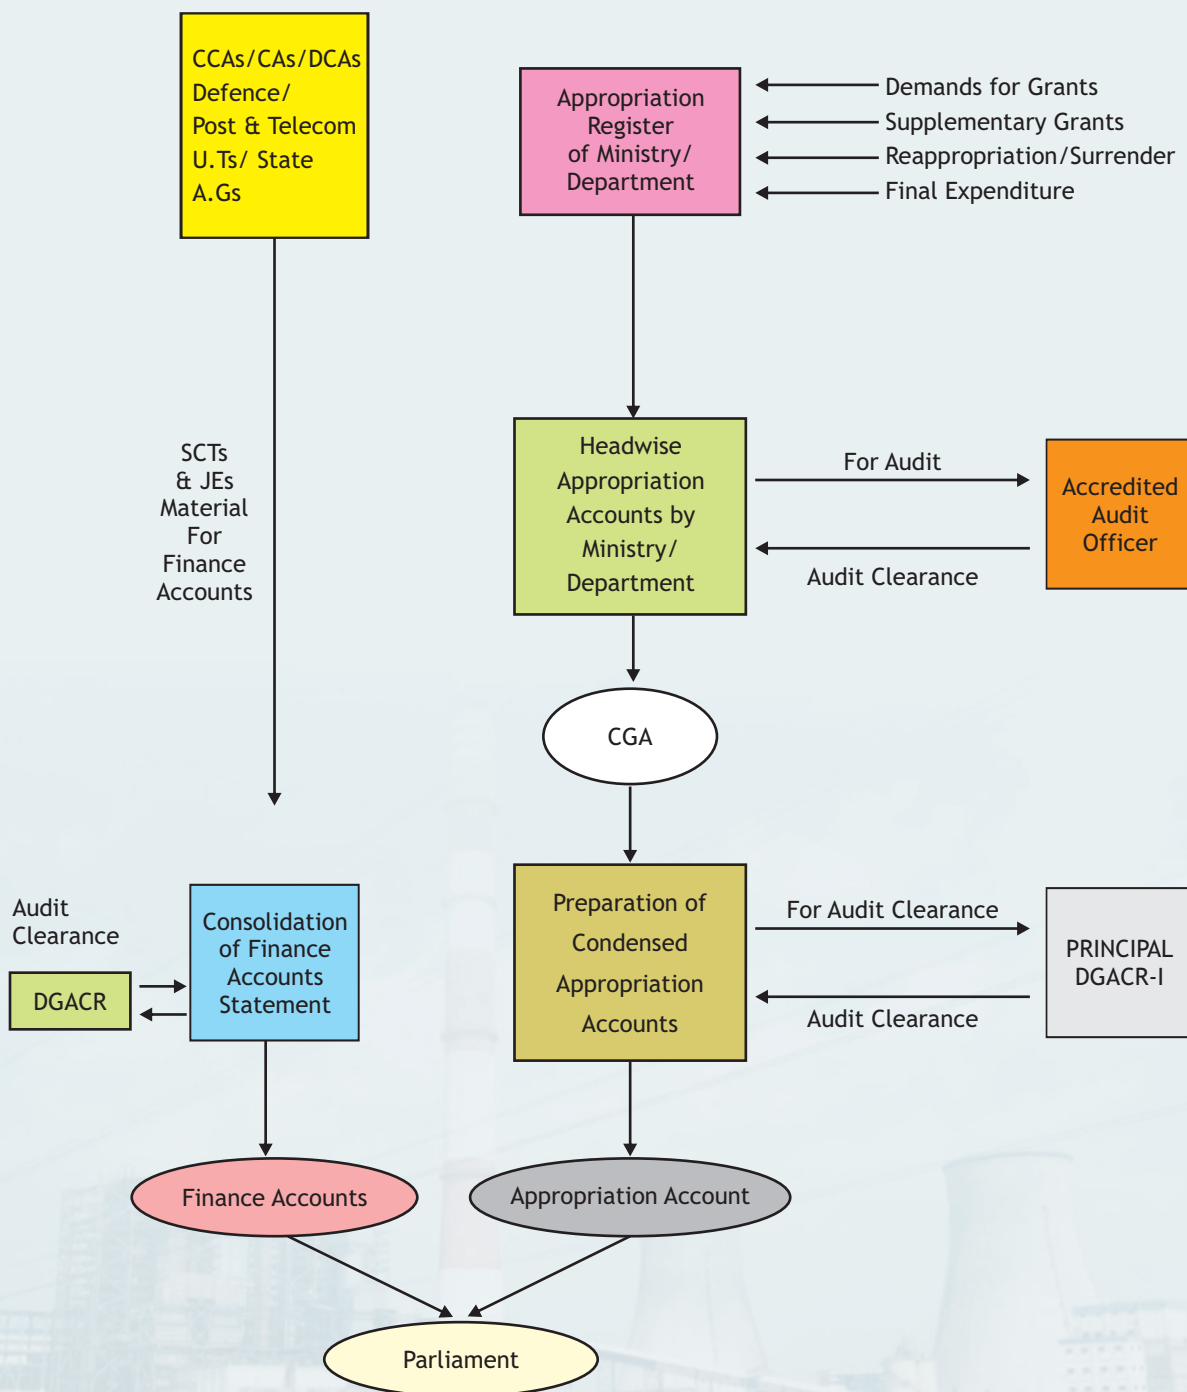 CCAs/CAs/DCAs
Defence/
Post & Telecom
U.Ts/ State
A.Gs
Appropriation
Register
of Ministry/
Department
Demands for Grants
Supplementary Grants
Reappropriation/Surrender
Final Expenditure
SCTs
& JEs
Material
For
Finance
Accounts
Headwise
Appropriation
Accounts by
Ministry/
Department
For Audit
Audit Clearance
Accredited
Audit
Officer
CGA
Audit
Clearance
DGACR
Consolidation
of Finance
Accounts
Statement
Preparation of
Condensed
Appropriation
Accounts
For Audit Clearance
Audit Clearance
PRINCIPAL
DGACR-I
Finance Accounts
Appropriation Account
Parliament